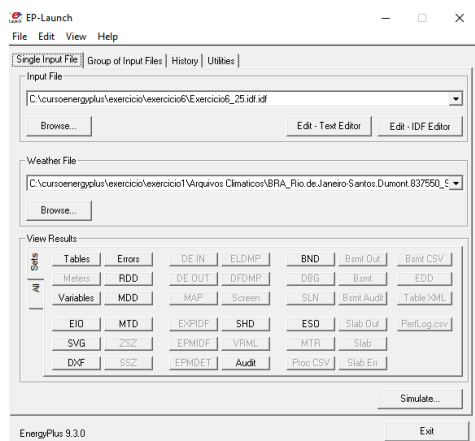 EP-Launch
File Edit View Help
Single Input File Group of Input Files History Utilities
Input File
C:\cursoenergyplus\exercicio\exercicio6\Exercicio6_25.idf.idf
Browse... Edit - Text Editor Edit - IDF Editor
Weather File
C:\cursoenergyplus\exercicio\exercicio1\Arquivos Climaticos\BRA_Rio.de.Janeiro-Santos.Dumont.837550_S
Browse...
View Results
Sets
All
Tables Errors DE IN ELDMP BND Bsmt Out Bsmt CSV
Meters RDD DE OUT DFDMP DBG Bsmt EDD
Variables MDD MAP Screen SLN Bsmt Audit Table XML
EIO MTD EXPIDF SHD ESO Slab Out PerfLog.csv
SVG ZSZ EPMIDF VRML MTR Slab
DXF SSZ EPMDET Audit Proc CSV Slab Err
Simulate...
EnergyPlus 9.3.0 Exit